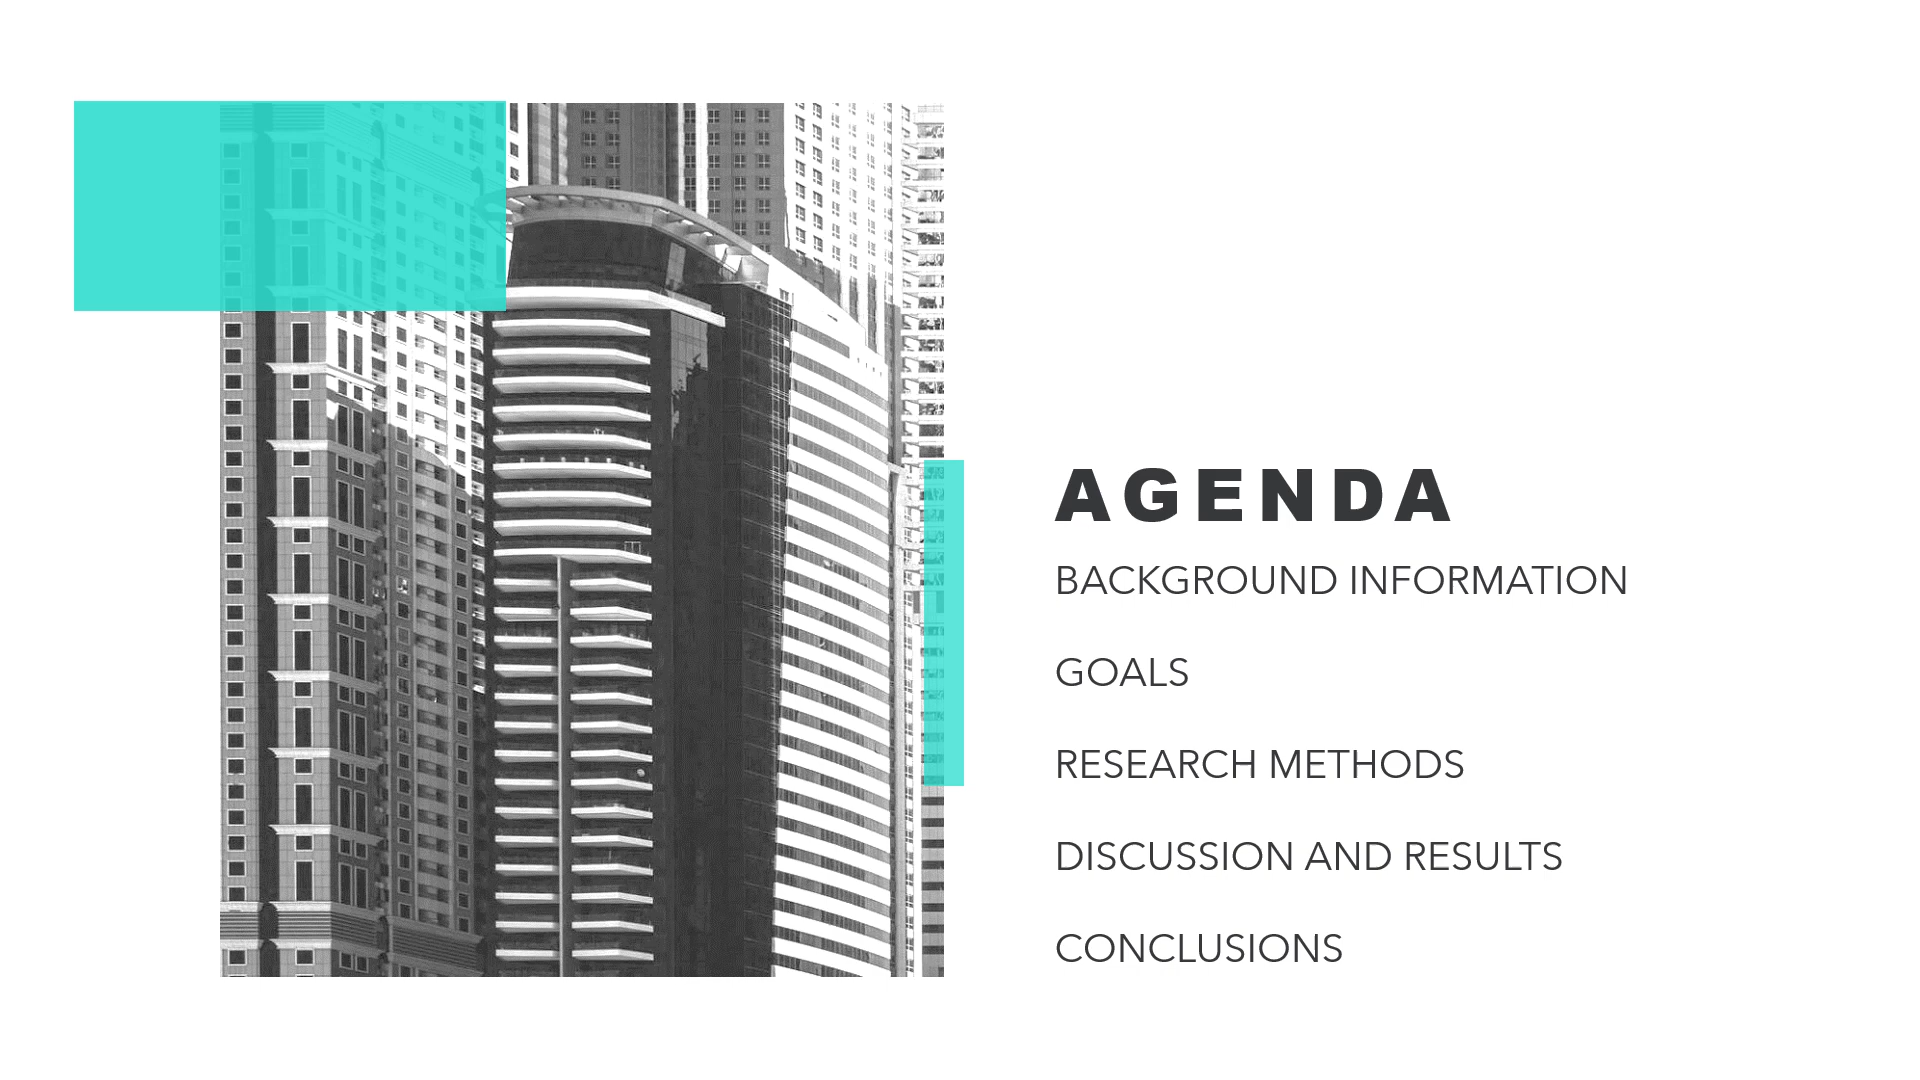 AGENDA
BACKGROUND INFORMATION
GOALS
RESEARCH METHODS
DISCUSSION AND RESULTS
CONCLUSIONS